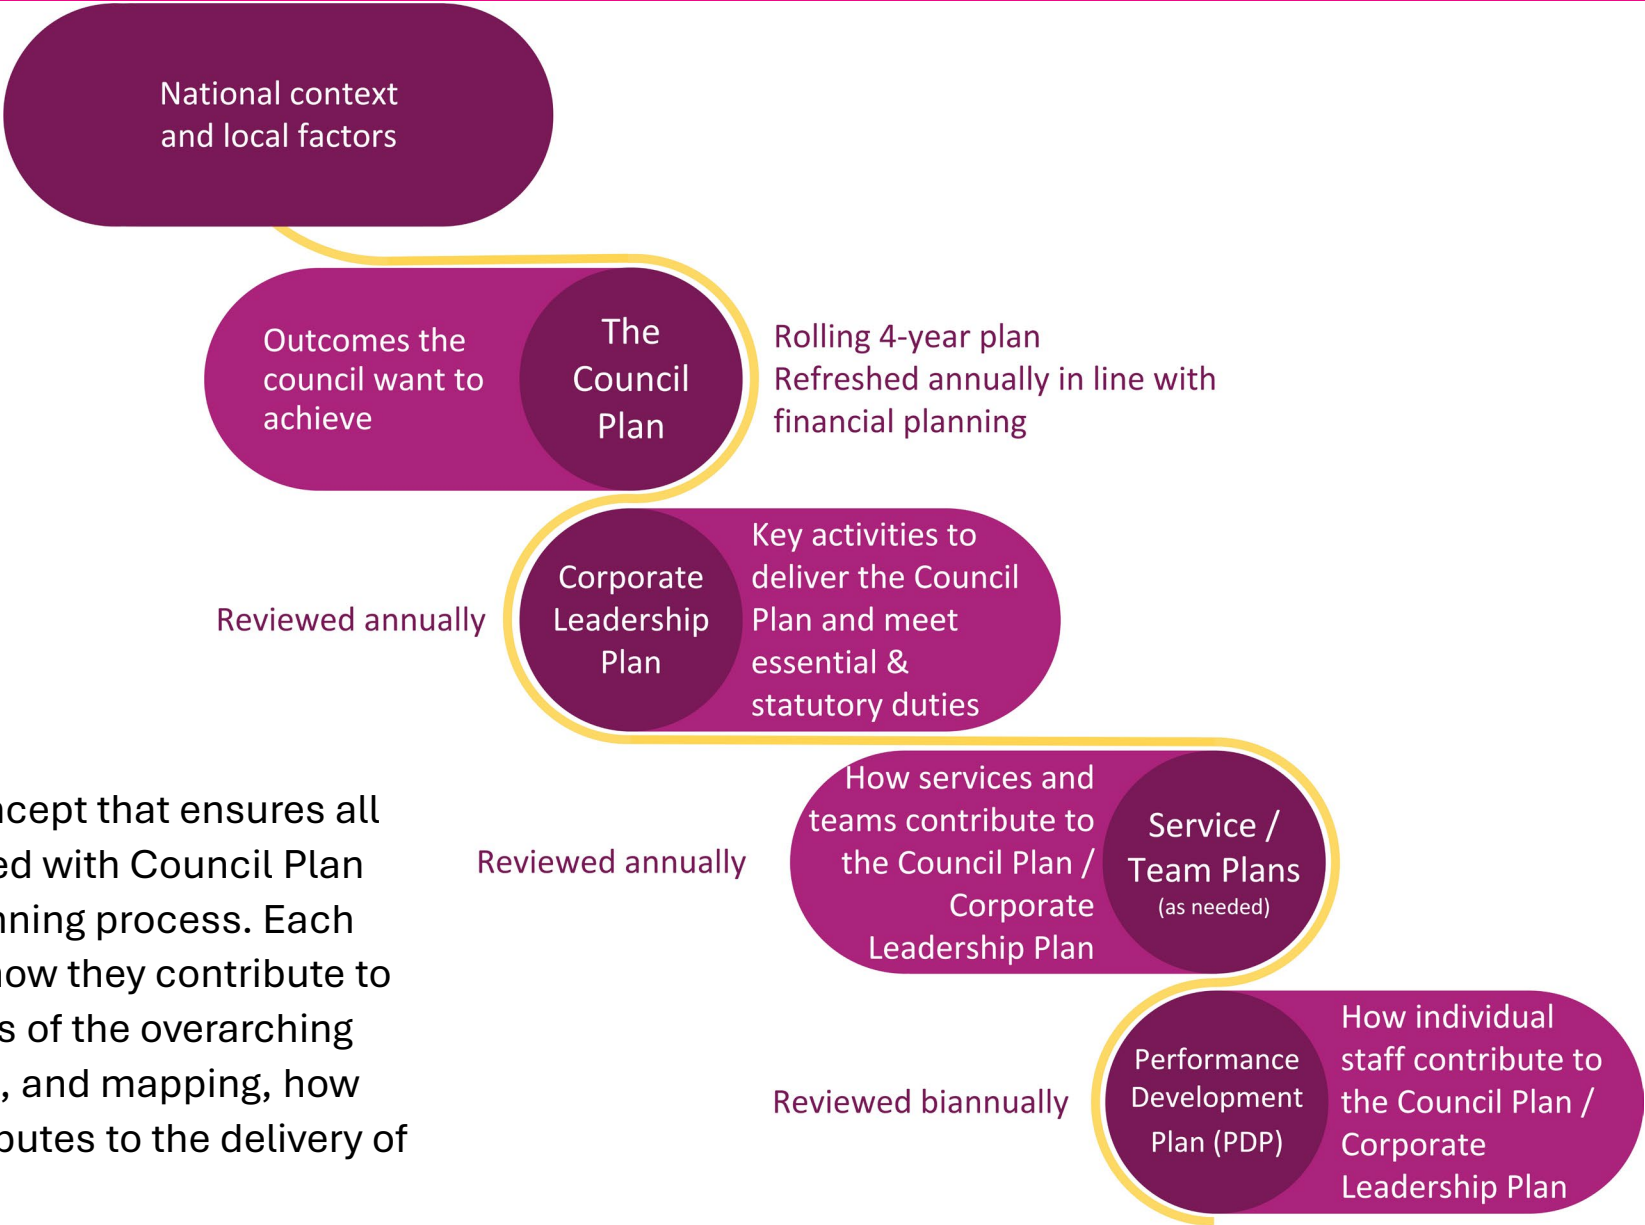 National context
and local factors
Outcomes the
council want to
achieve
The
Council
Plan
Rolling 4-year plan
Refreshed annually in line with
financial planning
Reviewed annually
Corporate
Leadership
Plan
Key activities to
deliver the Council
Plan and meet
essential &
statutory duties
Reviewed annually
How services and
teams contribute to
the Council Plan /
Corporate
Leadership Plan
Service /
Team Plans
(as needed)
that ensures all
with Council Plan
process. Each
how they contribute to
of the overarching
, and mapping, how
to the delivery of
Reviewed biannually
Performance
Development
Plan (PDP)
How individual
staff contribute to
the Council Plan /
Corporate
Leadership Plan